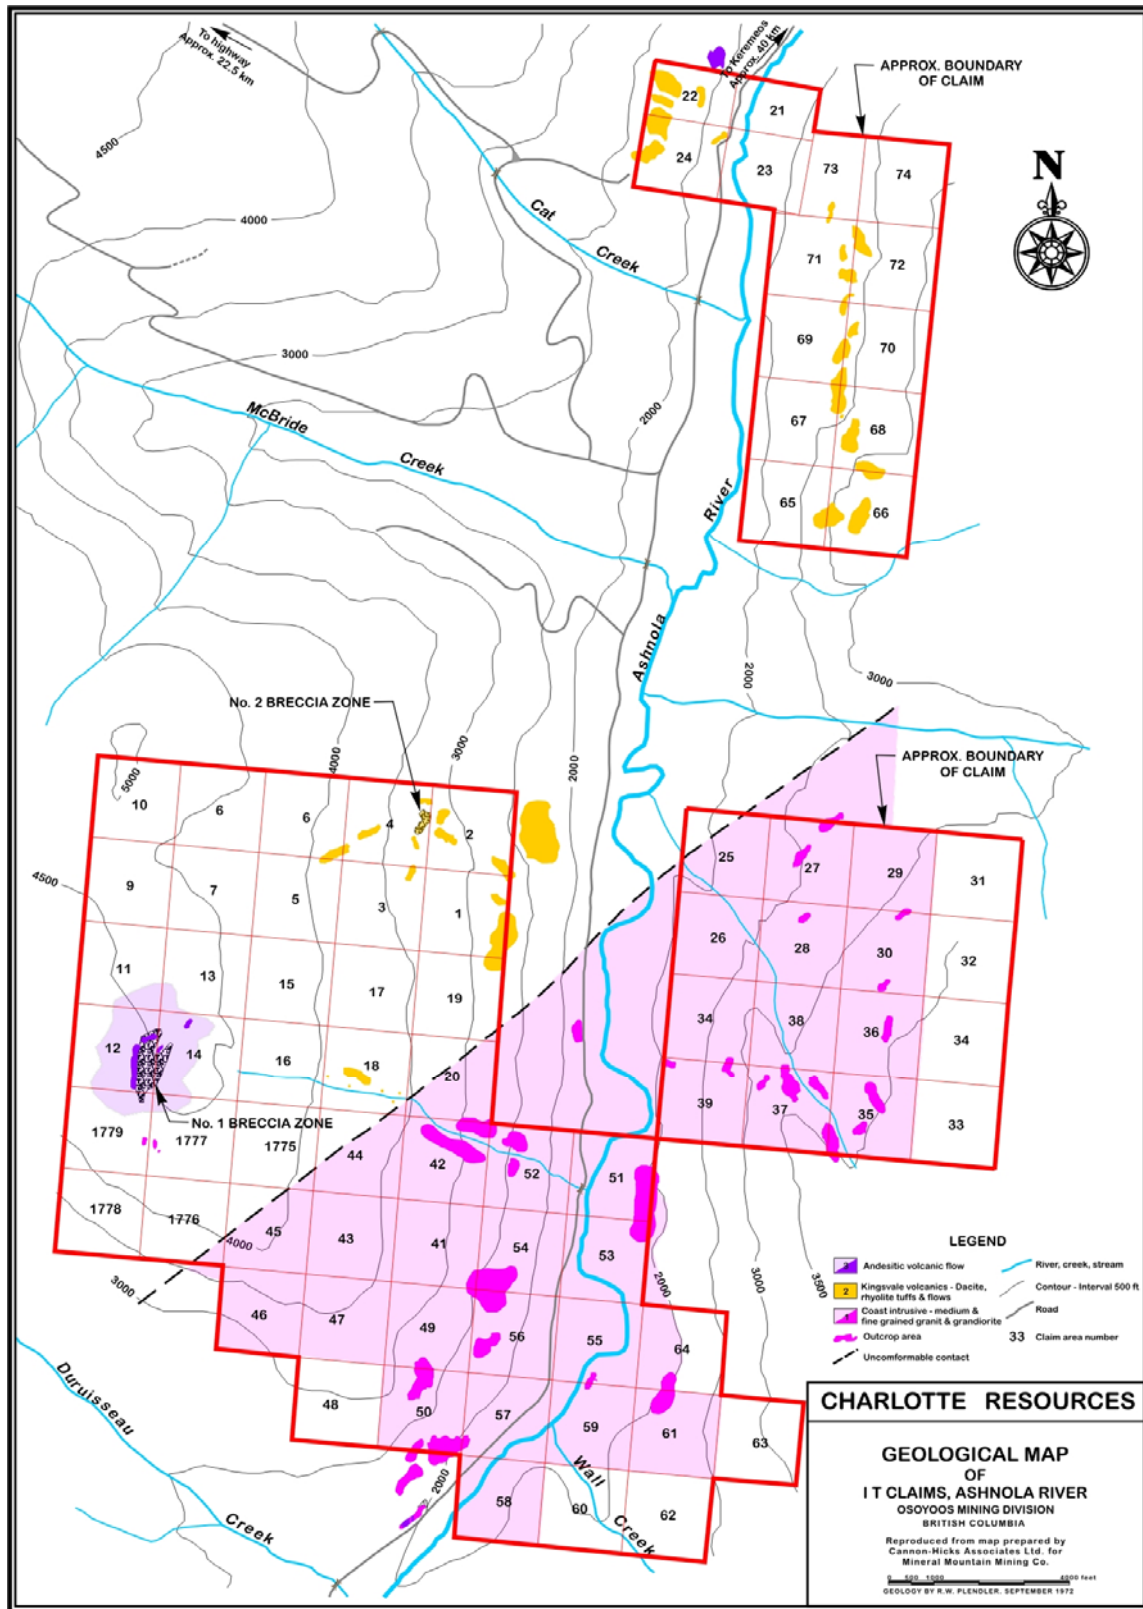 To highway
Approx. 22.5 km
To Keremeos
Approx. 40 km
APPROX. BOUNDARY
OF CLAIM
N
22
21
24
23
73
74
4500
4000
Cat
Creek
71
72
3000
69
70
2000
McBride
Creek
67
68
River
65
66
Ashnola
2000
3000
No. 2 BRECCIA ZONE
APPROX. BOUNDARY
OF CLAIM
5000
4000
3000
2000
10
6
6
4
2
25
27
29
31
4500
9
7
5
3
1
26
28
30
32
11
13
15
17
19
34
38
36
34
12
14
16
18
20
39
37
35
33
No. 1 BRECCIA ZONE
1779
1777
1775
44
42
52
51
1778
1776
45
43
41
54
53
4000
3000
2000
3000
3500
46
47
49
56
55
64
48
50
57
59
61
63
2000
58
60
62
Wall
Creek
Duruisseau
Creek
LEGEND
3 Andesitic volcanic flow
2 Kingsvale volcanics - Dacite,
rhyolite tuffs & flows
1 Coast intrusive - medium &
fine grained granit & grandiorite
Outcrop area
Uncomformable contact
River, creek, stream
Contour - Interval 500 ft
Road
33 Claim area number
CHARLOTTE RESOURCES
GEOLOGICAL MAP
OF
I T CLAIMS, ASHNOLA RIVER
OSOYOOS MINING DIVISION
BRITISH COLUMBIA
Reproduced from map prepared by
Cannon-Hicks Associates Ltd. for
Mineral Mountain Mining Co.
0 500 1000 4000 feet
GEOLOGY BY R.W. PLENDLER. SEPTEMBER 1972